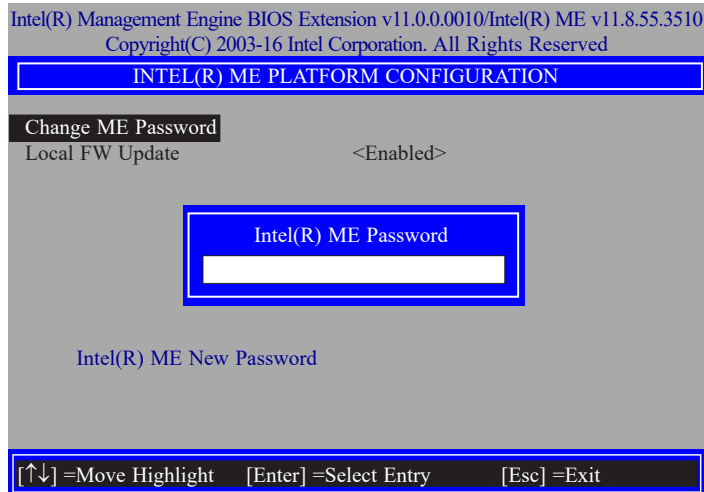 Intel(R) Management Engine BIOS Extension v11.0.0.0010/Intel(R) ME v11.8.55.3510
Copyright(C) 2003-16 Intel Corporation. All Rights Reserved
INTEL(R) ME PLATFORM CONFIGURATION
Change ME Password
Local FW Update <Enabled>
Intel(R) ME Password
Intel(R) ME New Password
[↑↓] =Move Highlight [Enter] =Select Entry [Esc] =Exit